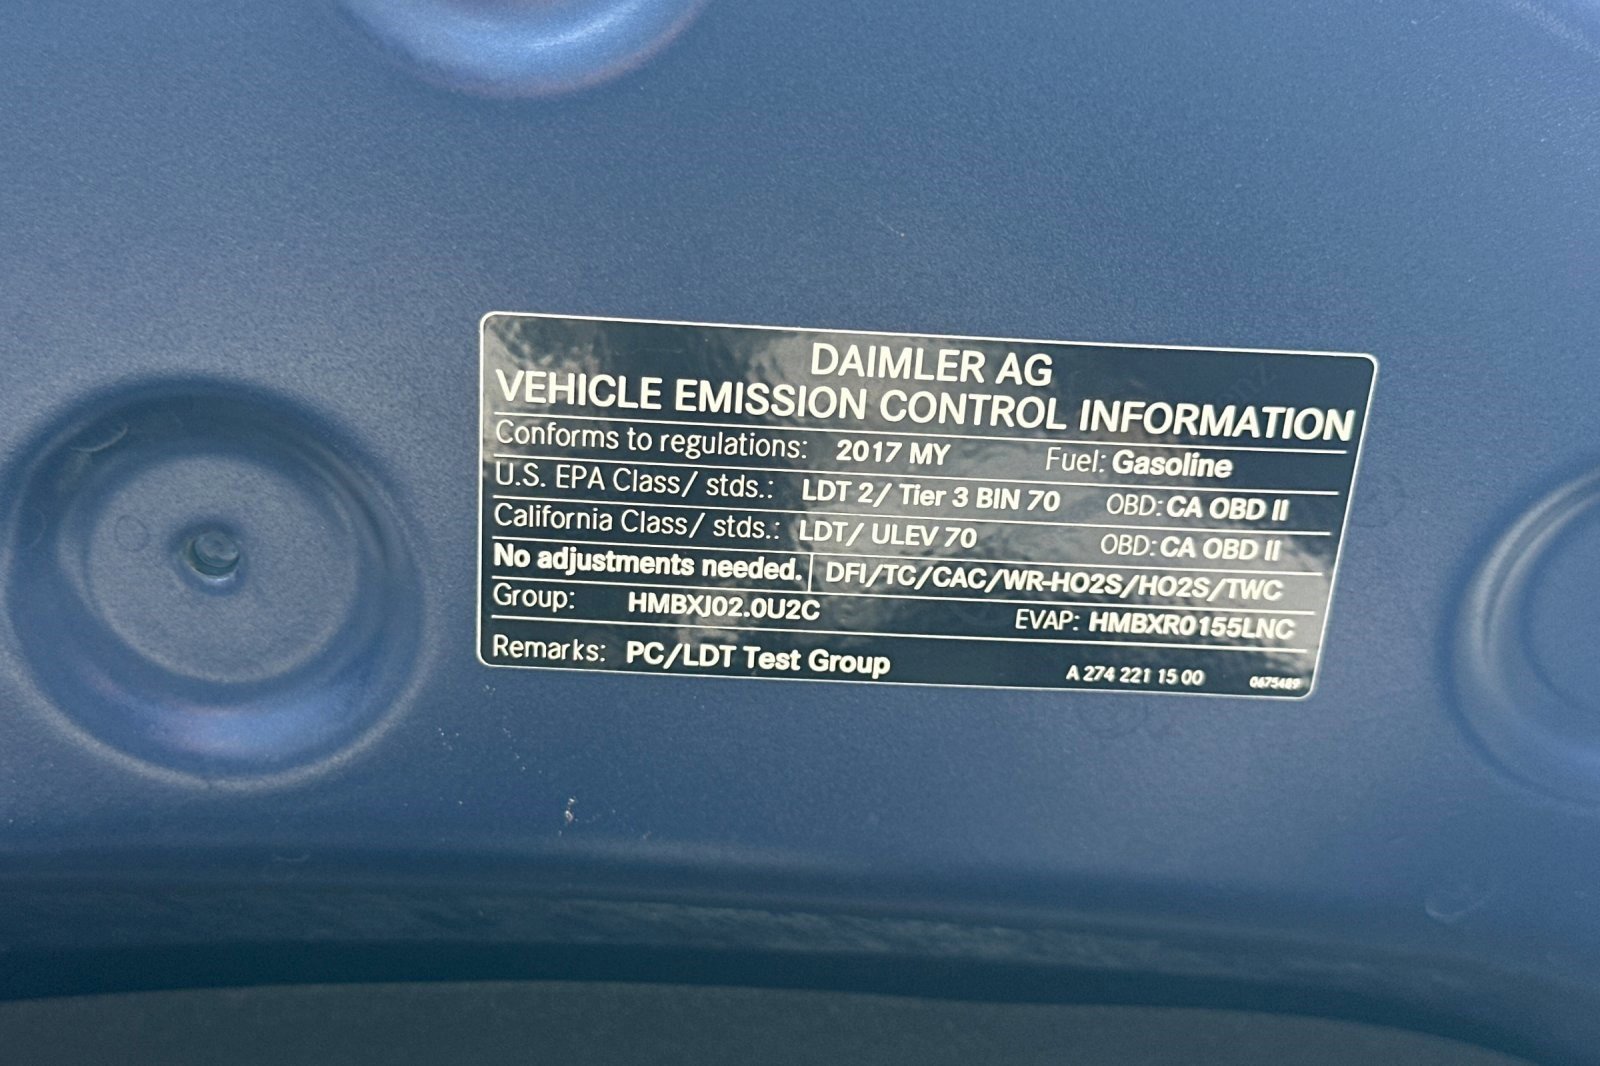 DAIMLER AG
VEHICLE EMISSION CONTROL INFORMATION
Conforms to regulations: 2017 MY Fuel: Gasoline
U.S. EPA Class/ stds.: LDT 2/ Tier 3 BIN 70 OBD: CA OBD II
California Class/ stds.: LDT/ ULEV 70 OBD: CA OBD II
No adjustments needed. DFI/TC/CAC/WR-HO2S/HO2S/TWC
Group: HMBXJ02.0U2C EVAP: HMBXR0155LNC
Remarks: PC/LDT Test Group A 274 221 15 00 0675489